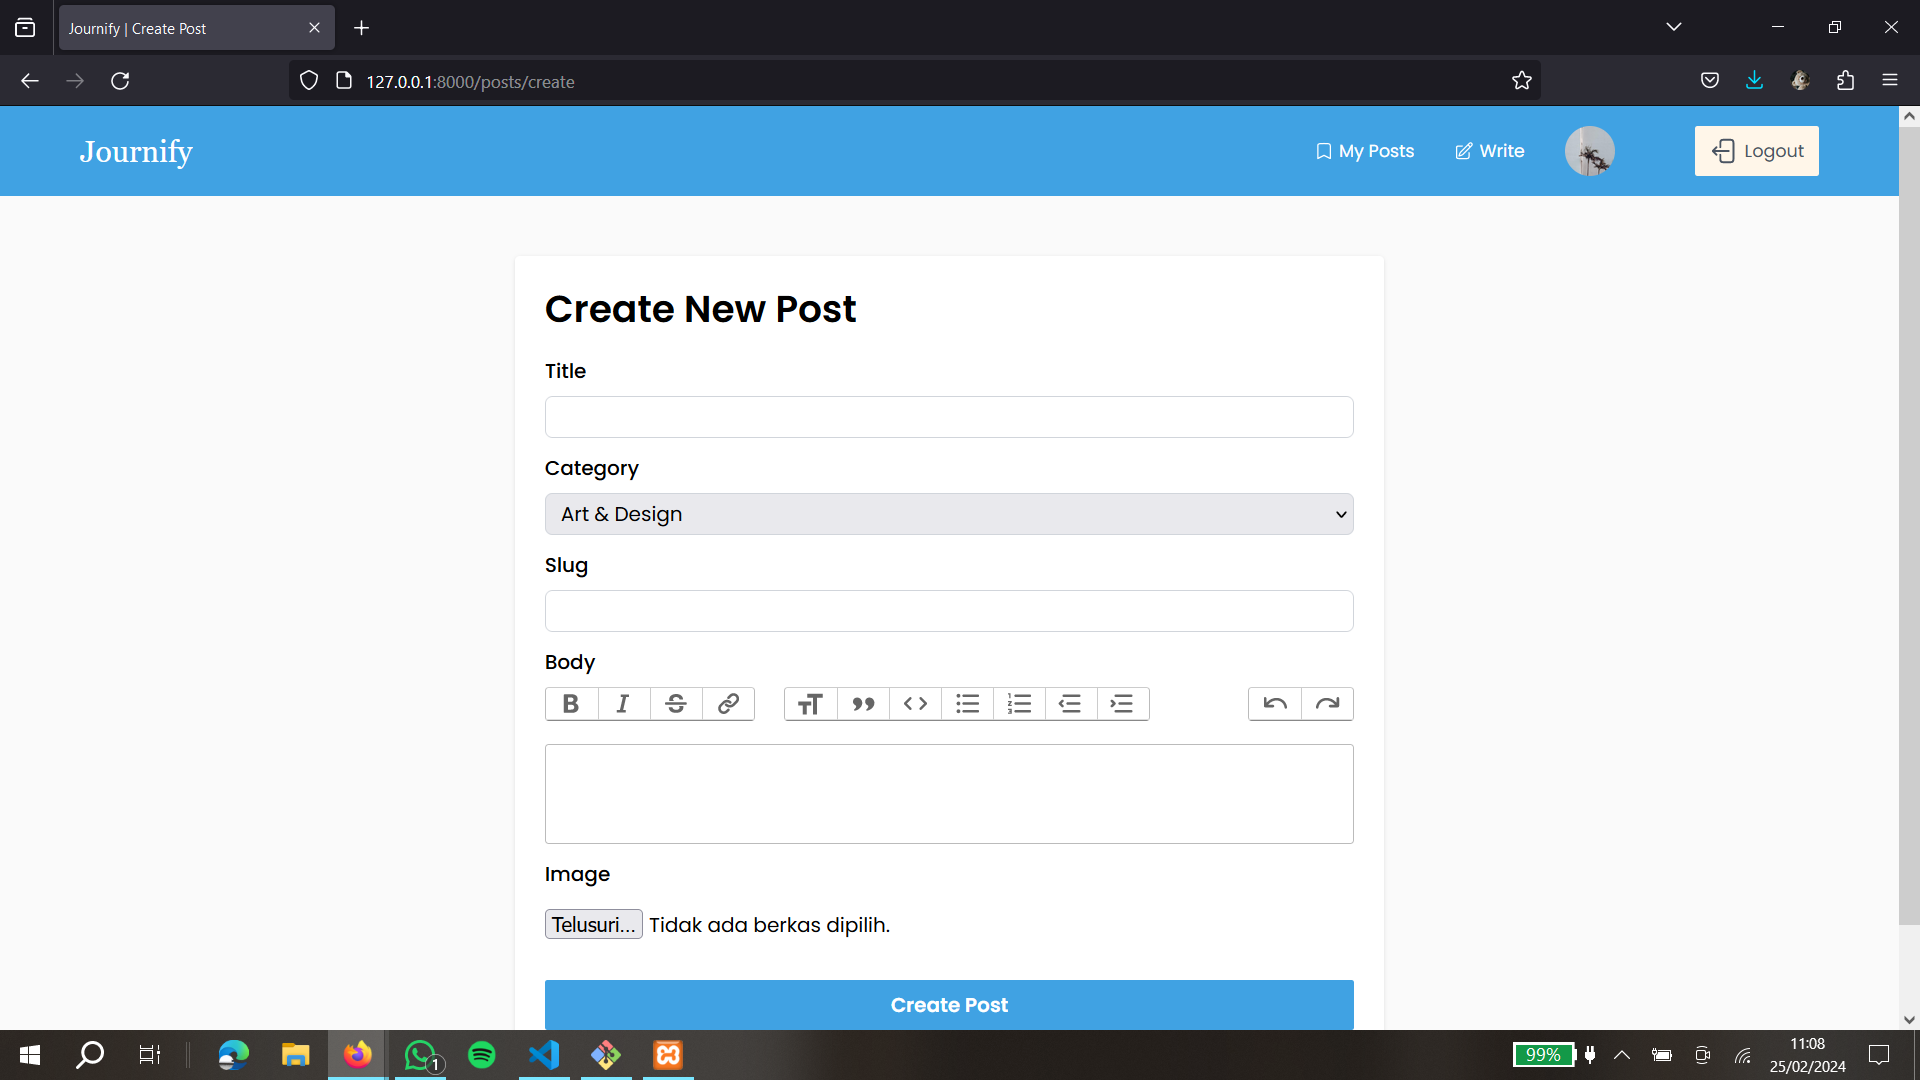 Journify | Create Post
127.0.0.1:8000/posts/create
Journify
My Posts
Write
Logout
Create New Post
Title
Category
Art & Design
Slug
Body
Image
Telusuri... Tidak ada berkas dipilih.
Create Post
1
99%
11:08
25/02/2024